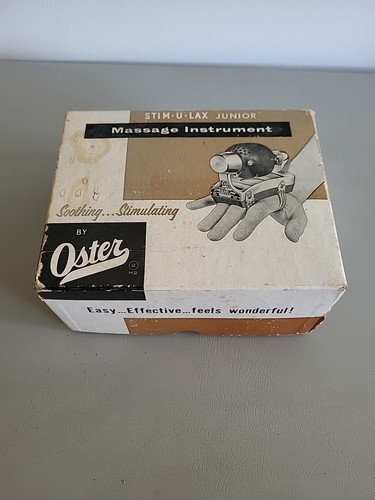 STIM·U·LAX JUNIOR
Massage Instrument
Soothing...Stimulating
BY
Oster
Easy...Effective...feels wonderful!